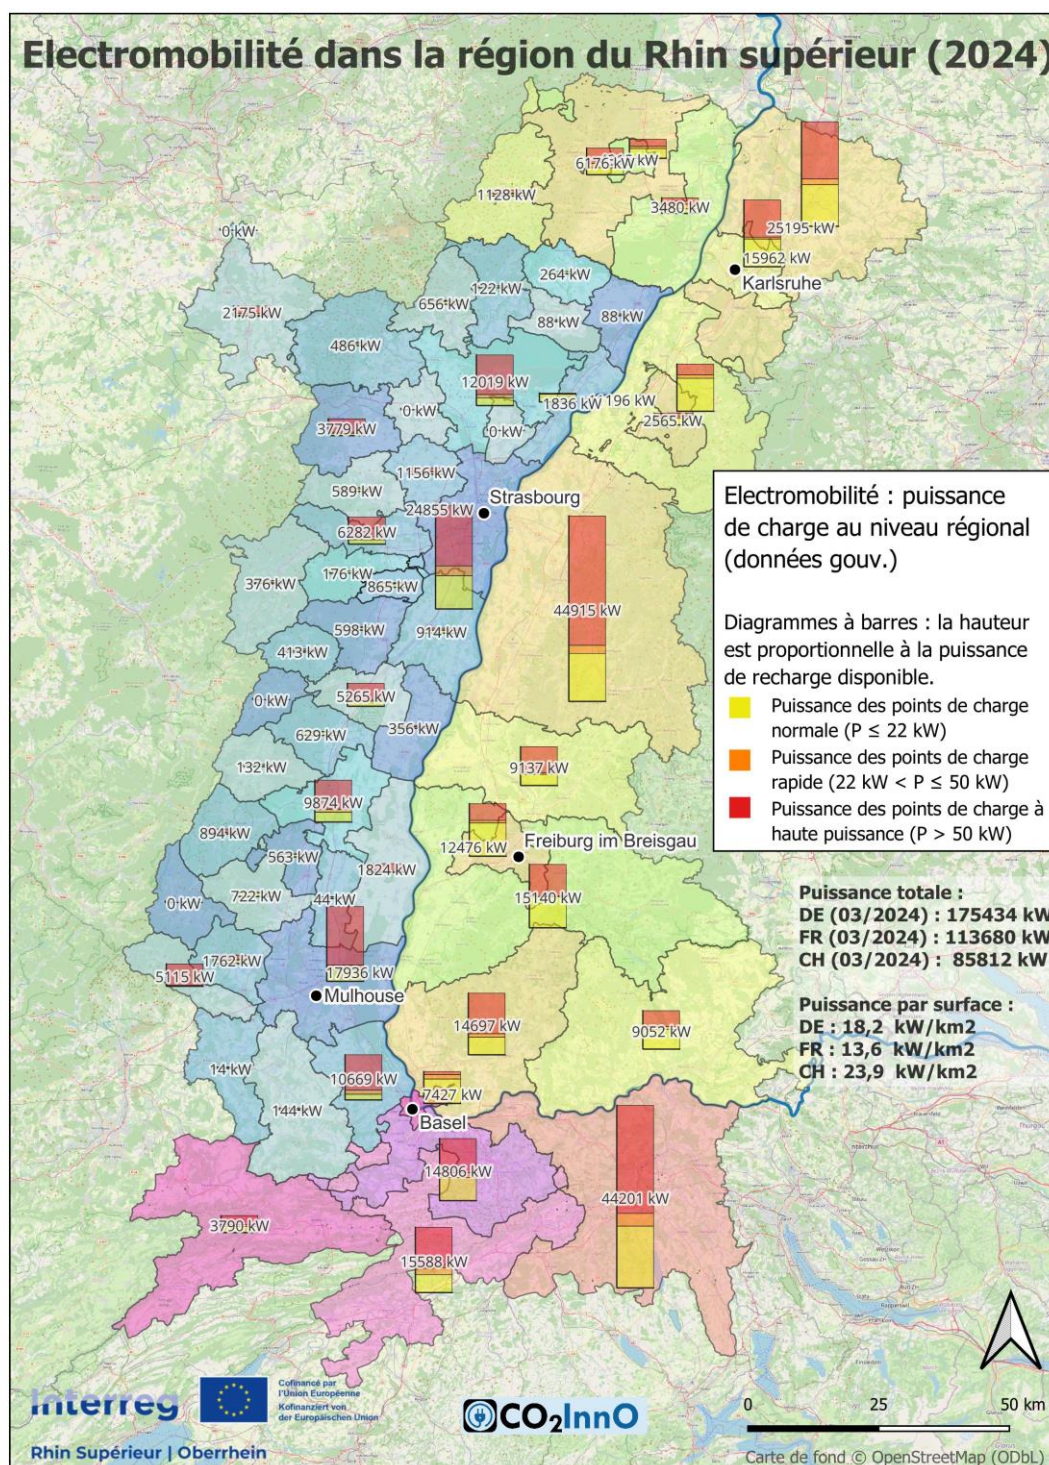 Electromobilité dans la région du Rhin supérieur (2024)
6176 kW
kW
1128 kW
3480 kW
25195 kW
0 kW
15962 kW
Karlsruhe
264 kW
122 kW
656 kW
2175 kW
88 kW
88 kW
486 kW
12019 kW
1836 kW
196 kW
0 kW
2565 kW
3779 kW
0 kW
1156 kW
589 kW
Strasbourg
24855 kW
6282 kW
176 kW
376 kW
865 kW
44915 kW
598 kW
914 kW
413 kW
5265 kW
0 kW
356 kW
629 kW
132 kW
9137 kW
9874 kW
894 kW
12476 kW
Freiburg im Breisgau
563 kW
1824 kW
722 kW
44 kW
0 kW
15140 kW
1762 kW
5115 kW
17936 kW
Mulhouse
14697 kW
9052 kW
14 kW
10669 kW
7427 kW
144 kW
Basel
14806 kW
44201 kW
3790 kW
15588 kW
Electromobilité : puissance
de charge au niveau régional
(données gouv.)
Diagrammes à barres : la hauteur
est proportionnelle à la puissance
de recharge disponible.
Puissance des points de charge
normale (P ≤ 22 kW)
Puissance des points de charge
rapide (22 kW < P ≤ 50 kW)
Puissance des points de charge à
haute puissance (P > 50 kW)
Puissance totale :
DE (03/2024) : 175434 kW
FR (03/2024) : 113680 kW
CH (03/2024) : 85812 kW
Puissance par surface :
DE : 18,2 kW/km2
FR : 13,6 kW/km2
CH : 23,9 kW/km2
Interreg
Cofinancé par
l'Union Européenne
Kofinanziert von
der Europäischen Union
Rhin Supérieur | Oberrhein
CO₂InnO
0 25 50 km
Carte de fond © OpenStreetMap (ODbL)